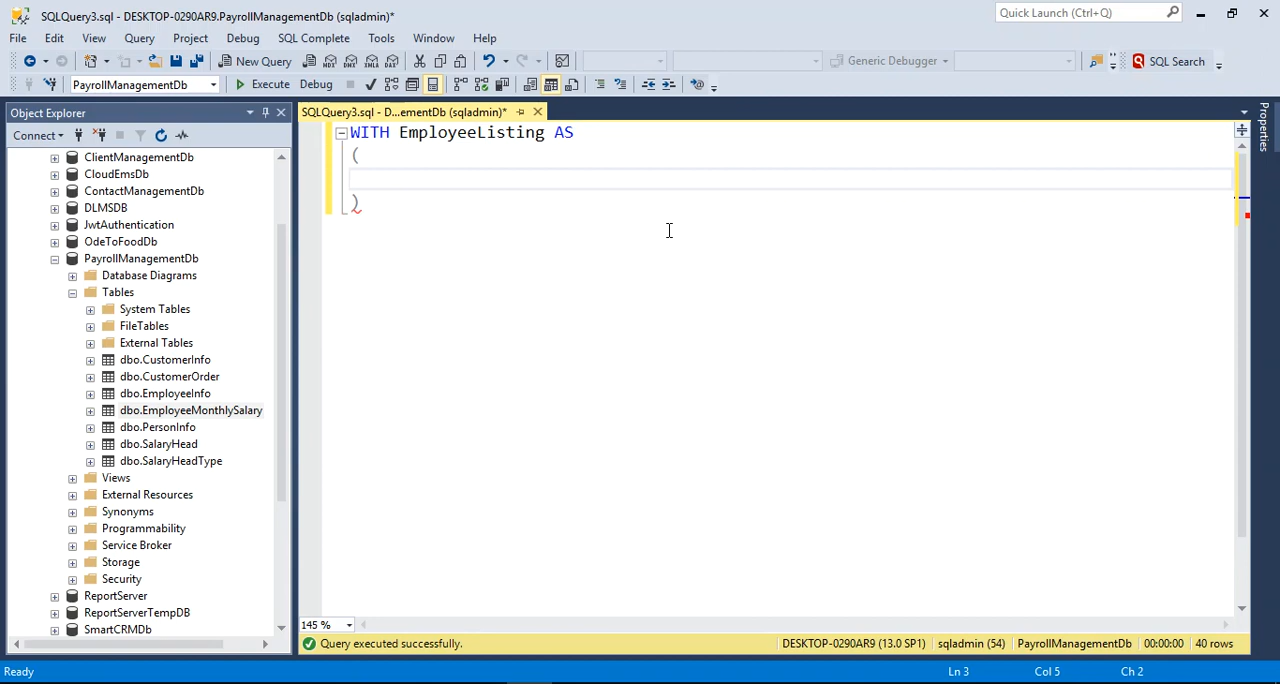 SQLQuery3.sql - DESKTOP-0290AR9.PayrollManagementDb (sqladmin)*
Quick Launch (Ctrl+Q)
File Edit View Query Project Debug SQL Complete Tools Window Help
New Query
Generic Debugger
SQL Search
PayrollManagementDb
Execute Debug
Object Explorer
SQLQuery3.sql - D...ementDb (sqladmin)*
Properties
Connect
ClientManagementDb
CloudEmsDb
ContactManagementDb
DLMSDB
JwtAuthentication
OdeToFoodDb
PayrollManagementDb
Database Diagrams
Tables
System Tables
FileTables
External Tables
dbo.CustomerInfo
dbo.CustomerOrder
dbo.EmployeeInfo
dbo.EmployeeMonthlySalary
dbo.PersonInfo
dbo.SalaryHead
dbo.SalaryHeadType
Views
External Resources
Synonyms
Programmability
Service Broker
Storage
Security
ReportServer
ReportServerTempDB
SmartCRMDb
WITH EmployeeListing AS
(
)
145 %
Query executed successfully.
DESKTOP-0290AR9 (13.0 SP1) sqladmin (54) PayrollManagementDb 00:00:00 40 rows
Ready
Ln 3 Col 5 Ch 2